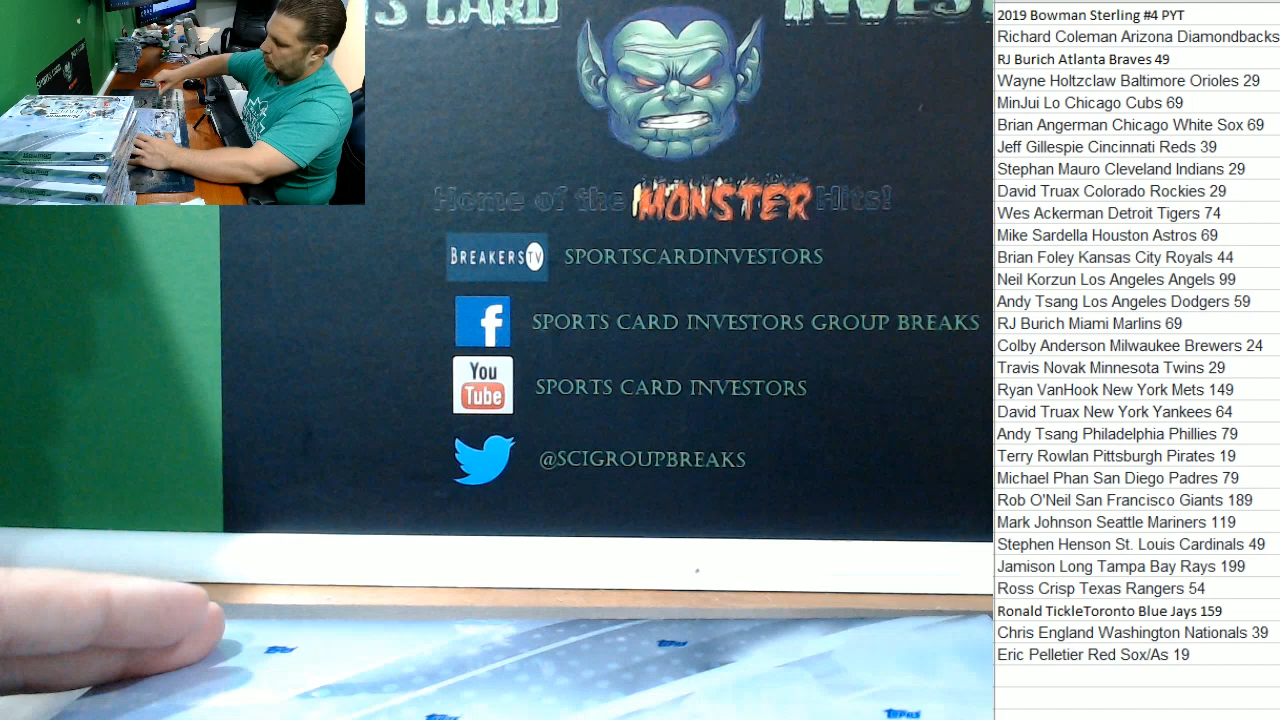 S CARD INVEST
Home of the MONSTER Hits!
BREAKERSTV SPORTSCARDINVESTORS
f SPORTS CARD INVESTORS GROUP BREAKS
You Tube SPORTS CARD INVESTORS
@SCIGROUPBREAKS
TOPPS TOPPS
TOPPS
2019 Bowman Sterling #4 PYT
Richard Coleman Arizona Diamondbacks
RJ Burich Atlanta Braves 49
Wayne Holtzclaw Baltimore Orioles 29
MinJui Lo Chicago Cubs 69
Brian Angerman Chicago White Sox 69
Jeff Gillespie Cincinnati Reds 39
Stephan Mauro Cleveland Indians 29
David Truax Colorado Rockies 29
Wes Ackerman Detroit Tigers 74
Mike Sardella Houston Astros 69
Brian Foley Kansas City Royals 44
Neil Korzun Los Angeles Angels 99
Andy Tsang Los Angeles Dodgers 59
RJ Burich Miami Marlins 69
Colby Anderson Milwaukee Brewers 24
Travis Novak Minnesota Twins 29
Ryan VanHook New York Mets 149
David Truax New York Yankees 64
Andy Tsang Philadelphia Phillies 79
Terry Rowlan Pittsburgh Pirates 19
Michael Phan San Diego Padres 79
Rob O'Neil San Francisco Giants 189
Mark Johnson Seattle Mariners 119
Stephen Henson St. Louis Cardinals 49
Jamison Long Tampa Bay Rays 199
Ross Crisp Texas Rangers 54
Ronald TickleToronto Blue Jays 159
Chris England Washington Nationals 39
Eric Pelletier Red Sox/As 19